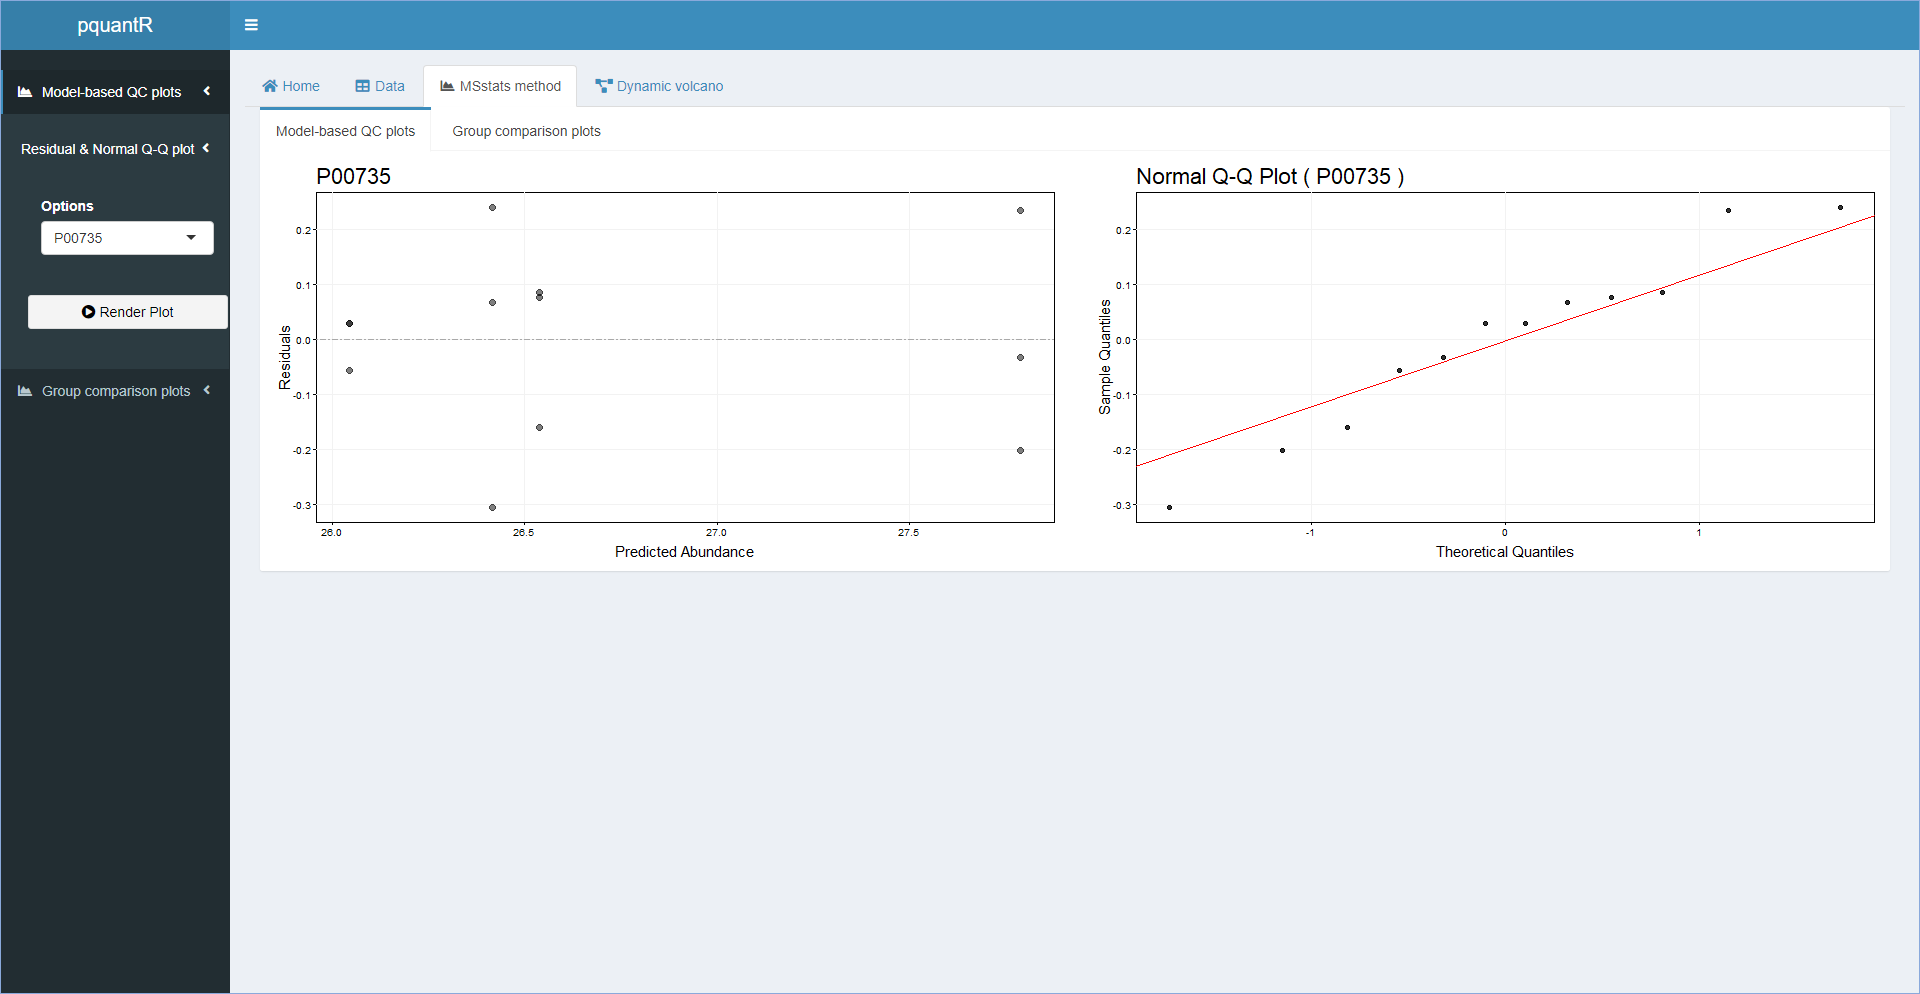 pquantR
Model-based QC plots
Residual & Normal Q-Q plot
Options
P00735
Render Plot
Group comparison plots
Home
Data
MSstats method
Dynamic volcano
Model-based QC plots
Group comparison plots
P00735
0.2
0.1
0.0
-0.1
-0.2
-0.3
Residuals
26.0
26.5
27.0
27.5
Predicted Abundance
Normal Q-Q Plot ( P00735 )
0.2
0.1
0.0
-0.1
-0.2
-0.3
Sample Quantiles
-1
0
1
Theoretical Quantiles